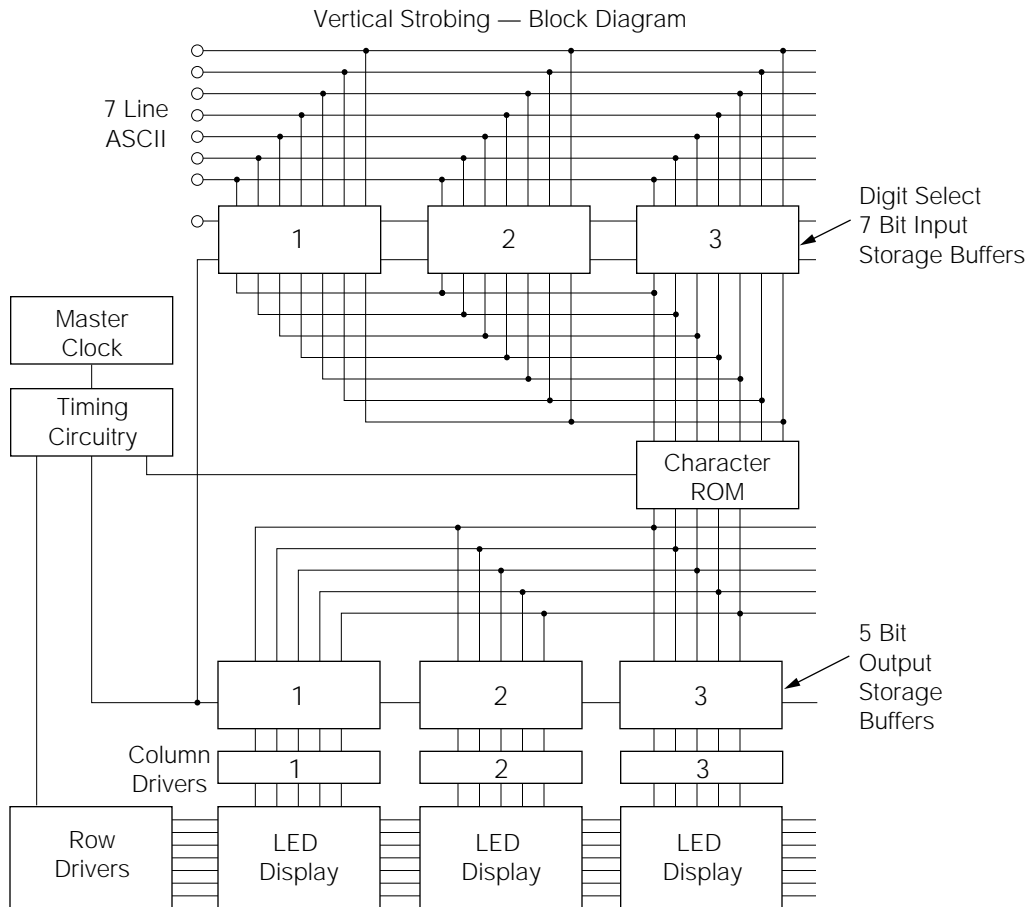 Vertical Strobing — Block Diagram
7 Line
ASCII
Digit Select
7 Bit Input
Storage Buffers
1
2
3
Master
Clock
Timing
Circuitry
Character
ROM
5 Bit
Output
Storage
Buffers
1
2
3
Column
Drivers
1
2
3
Row
Drivers
LED
Display
LED
Display
LED
Display